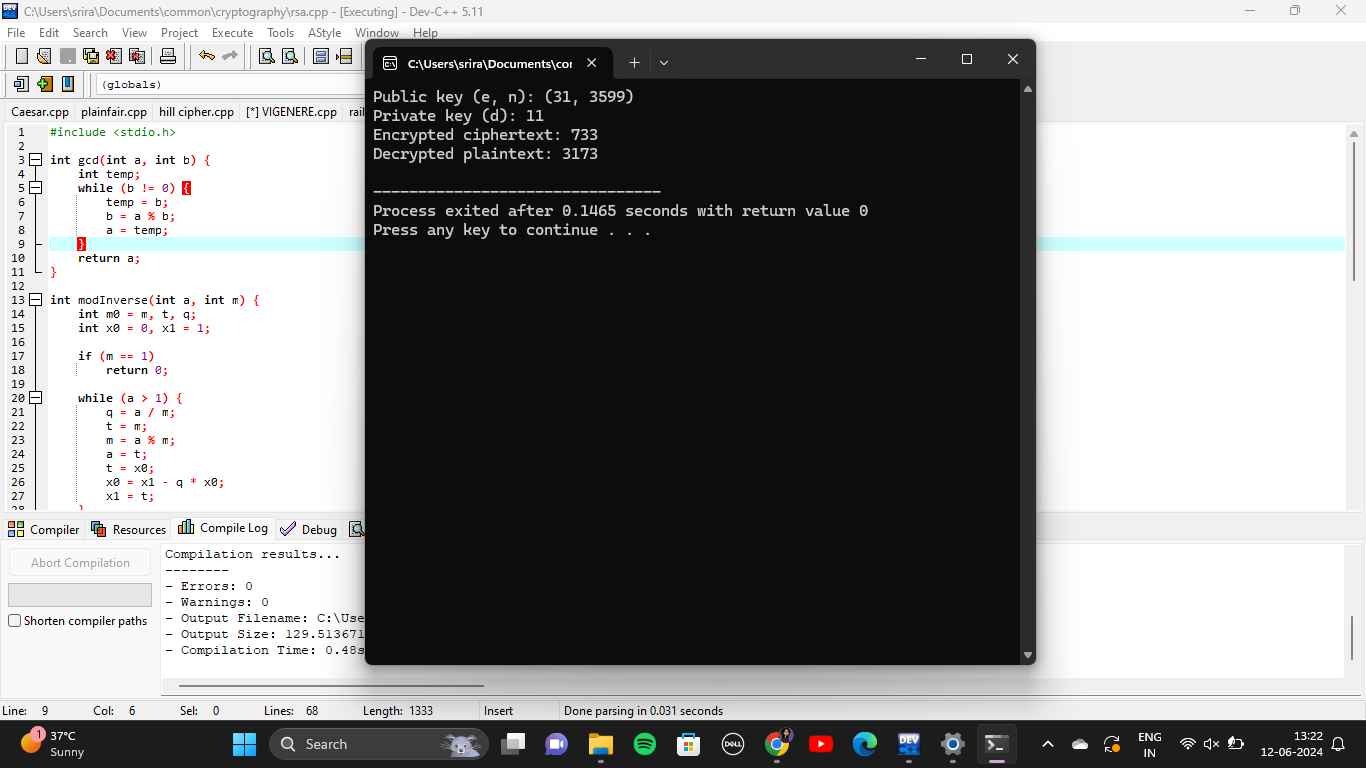 C:\Users\srira\Documents\common\cryptography\rsa.cpp - [Executing] - Dev-C++ 5.11
File Edit Search View Project Execute Tools AStyle Window Help
(globals)
Caesar.cpp plainfair.cpp hill cipher.cpp [*] VIGENERE.cpp rail
1 #include <stdio.h>
2
3 int gcd(int a, int b) {
4 int temp;
5 while (b != 0) {
6 temp = b;
7 b = a % b;
8 a = temp;
9 }
10 return a;
11 }
12
13 int modInverse(int a, int m) {
14 int m0 = m, t, q;
15 int x0 = 0, x1 = 1;
16
17 if (m == 1)
18 return 0;
19
20 while (a > 1) {
21 q = a / m;
22 t = m;
23 m = a % m;
24 a = t;
25 t = x0;
26 x0 = x1 - q * x0;
27 x1 = t;
28 }
C:\Users\srira\Documents\cor
Public key (e, n): (31, 3599)
Private key (d): 11
Encrypted ciphertext: 733
Decrypted plaintext: 3173
--------------------------------
Process exited after 0.1465 seconds with return value 0
Press any key to continue . . .
Compiler Resources Compile Log Debug
Abort Compilation
Shorten compiler paths
Compilation results...
--------
- Errors: 0
- Warnings: 0
- Output Filename: C:\Use
- Output Size: 129.513671
- Compilation Time: 0.48s
Line: 9 Col: 6 Sel: 0 Lines: 68 Length: 1333 Insert Done parsing in 0.031 seconds
1
37°C
Sunny
Search
DEV
DELL
ENG
IN
13:22
12-06-2024